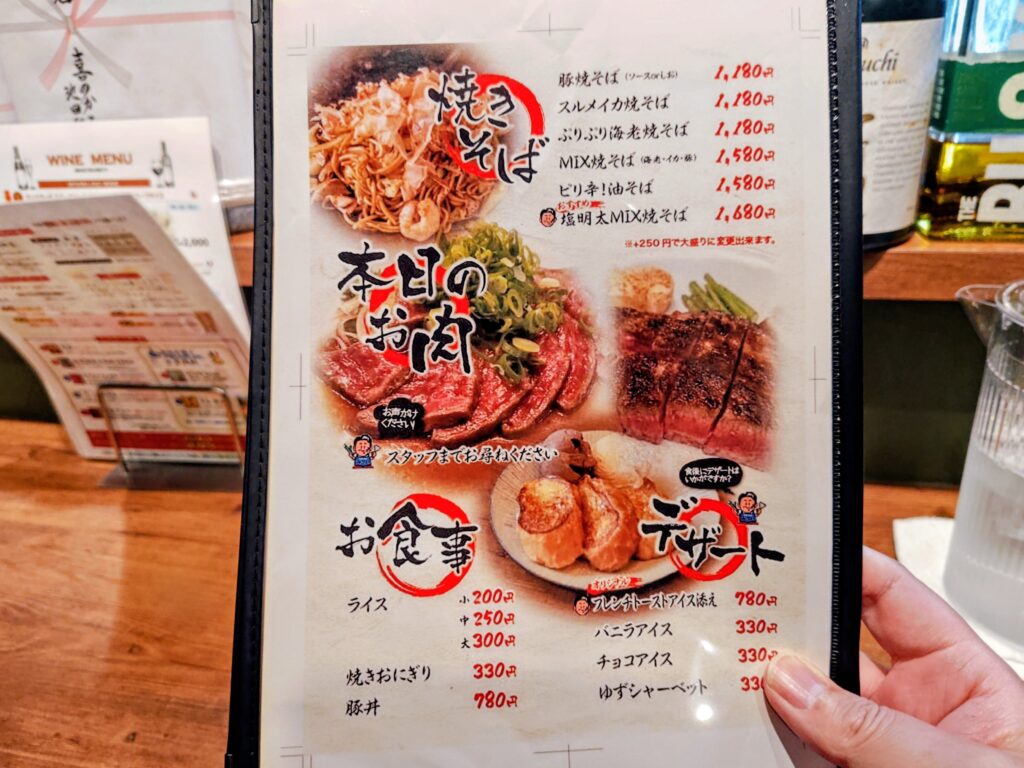 焼きそば
豚焼そば (ソースorしお) 1,180円
スルメイカ焼そば 1,180円
ぷりぷり海老焼そば 1,180円
MIX焼そば (海老・イカ・豚) 1,580円
ピリ辛!油そば 1,580円
おすすめ
塩明太MIX焼そば 1,680円
※+250円で大盛りに変更出来ます。
本日のお肉
お声がけ
ください!
スタッフまでお尋ねください
お食事
ライス 小200円
中250円
大300円
焼きおにぎり 330円
豚丼 780円
食後にデザートは
いかがですか?
デザート
オリジナル
フレンチトーストアイス添え 780円
バニラアイス 330円
チョコアイス 330円
ゆずシャーベット 33
WINE MENU
uchi
THE